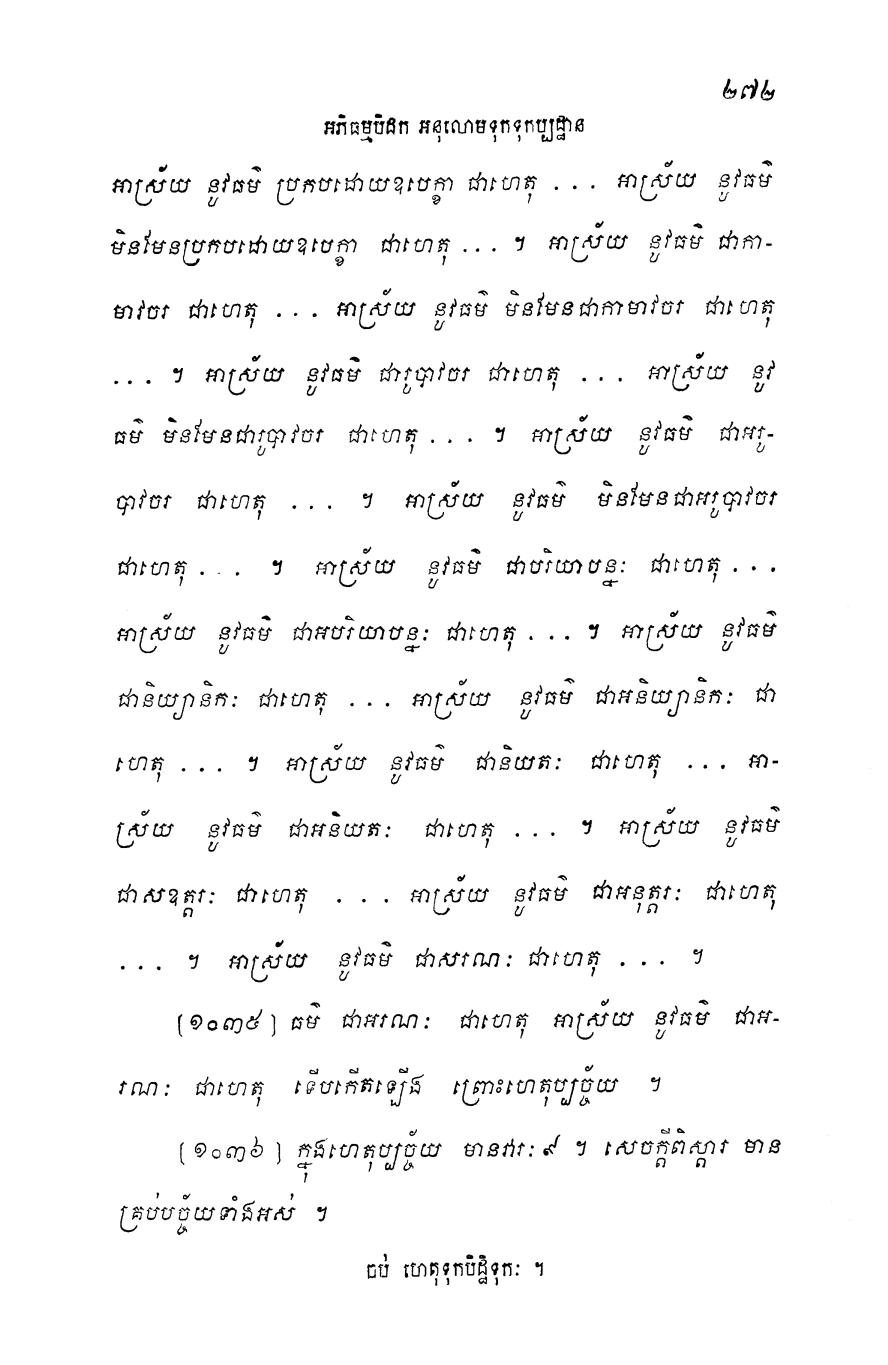 ២៧២
អភិធម្មបិដក អនុលោមទុកទុកប្បដ្ឋាន
អាស្រ័យ នូវធម៌ ប្រកបដោយឧបេក្ខា ជាហេតុ . . . អាស្រ័យ នូវធម៌
មិនមែនប្រកបដោយឧបេក្ខា ជាហេតុ . . . ។ អាស្រ័យ នូវធម៌ ជាកា-
មាវចរ ជាហេតុ . . . អាស្រ័យ នូវធម៌ មិនមែនជាកាមាវចរ ជាហេតុ
. . . ។ អាស្រ័យ នូវធម៌ ជារូបាវចរ ជាហេតុ . . . អាស្រ័យ នូវ
ធម៌ មិនមែនជារូបាវចរ ជាហេតុ . . . ។ អាស្រ័យ នូវធម៌ ជាអរូ-
បាវចរ ជាហេតុ . . . ។ អាស្រ័យ នូវធម៌ មិនមែនជាអរូបាវចរ
ជាហេតុ . . . ។ អាស្រ័យ នូវធម៌ ជាបរិយាបន្នៈ ជាហេតុ . . .
អាស្រ័យ នូវធម៌ ជាអបរិយាបន្នៈ ជាហេតុ . . . ។ អាស្រ័យ នូវធម៌
ជានិយ្យានិកៈ ជាហេតុ . . . អាស្រ័យ នូវធម៌ ជាអនិយ្យានិកៈ ជា
ហេតុ . . . ។ អាស្រ័យ នូវធម៌ ជានិយតៈ ជាហេតុ . . . អា-
ស្រ័យ នូវធម៌ ជាអនិយតៈ ជាហេតុ . . . ។ អាស្រ័យ នូវធម៌
ជាសឧត្តរៈ ជាហេតុ . . . អាស្រ័យ នូវធម៌ ជាអនុត្តរៈ ជាហេតុ
. . . ។ អាស្រ័យ នូវធម៌ ជាសរណៈ ជាហេតុ . . . ។
[១០៣៥] ធម៌ ជាអរណៈ ជាហេតុ អាស្រ័យ នូវធម៌ ជាអ-
រណៈ ជាហេតុ ទើបកើតឡើង ព្រោះហេតុប្បច្ច័យ ។
[១០៣៦] ក្នុងហេតុប្បច្ច័យ មានវារៈ ៩ ។ សេចក្តីពិស្តារ មាន
គ្រប់បច្ច័យទាំងអស់ ។
ចប់ ហេតុទុកបិដ្ឋិទុកៈ ។